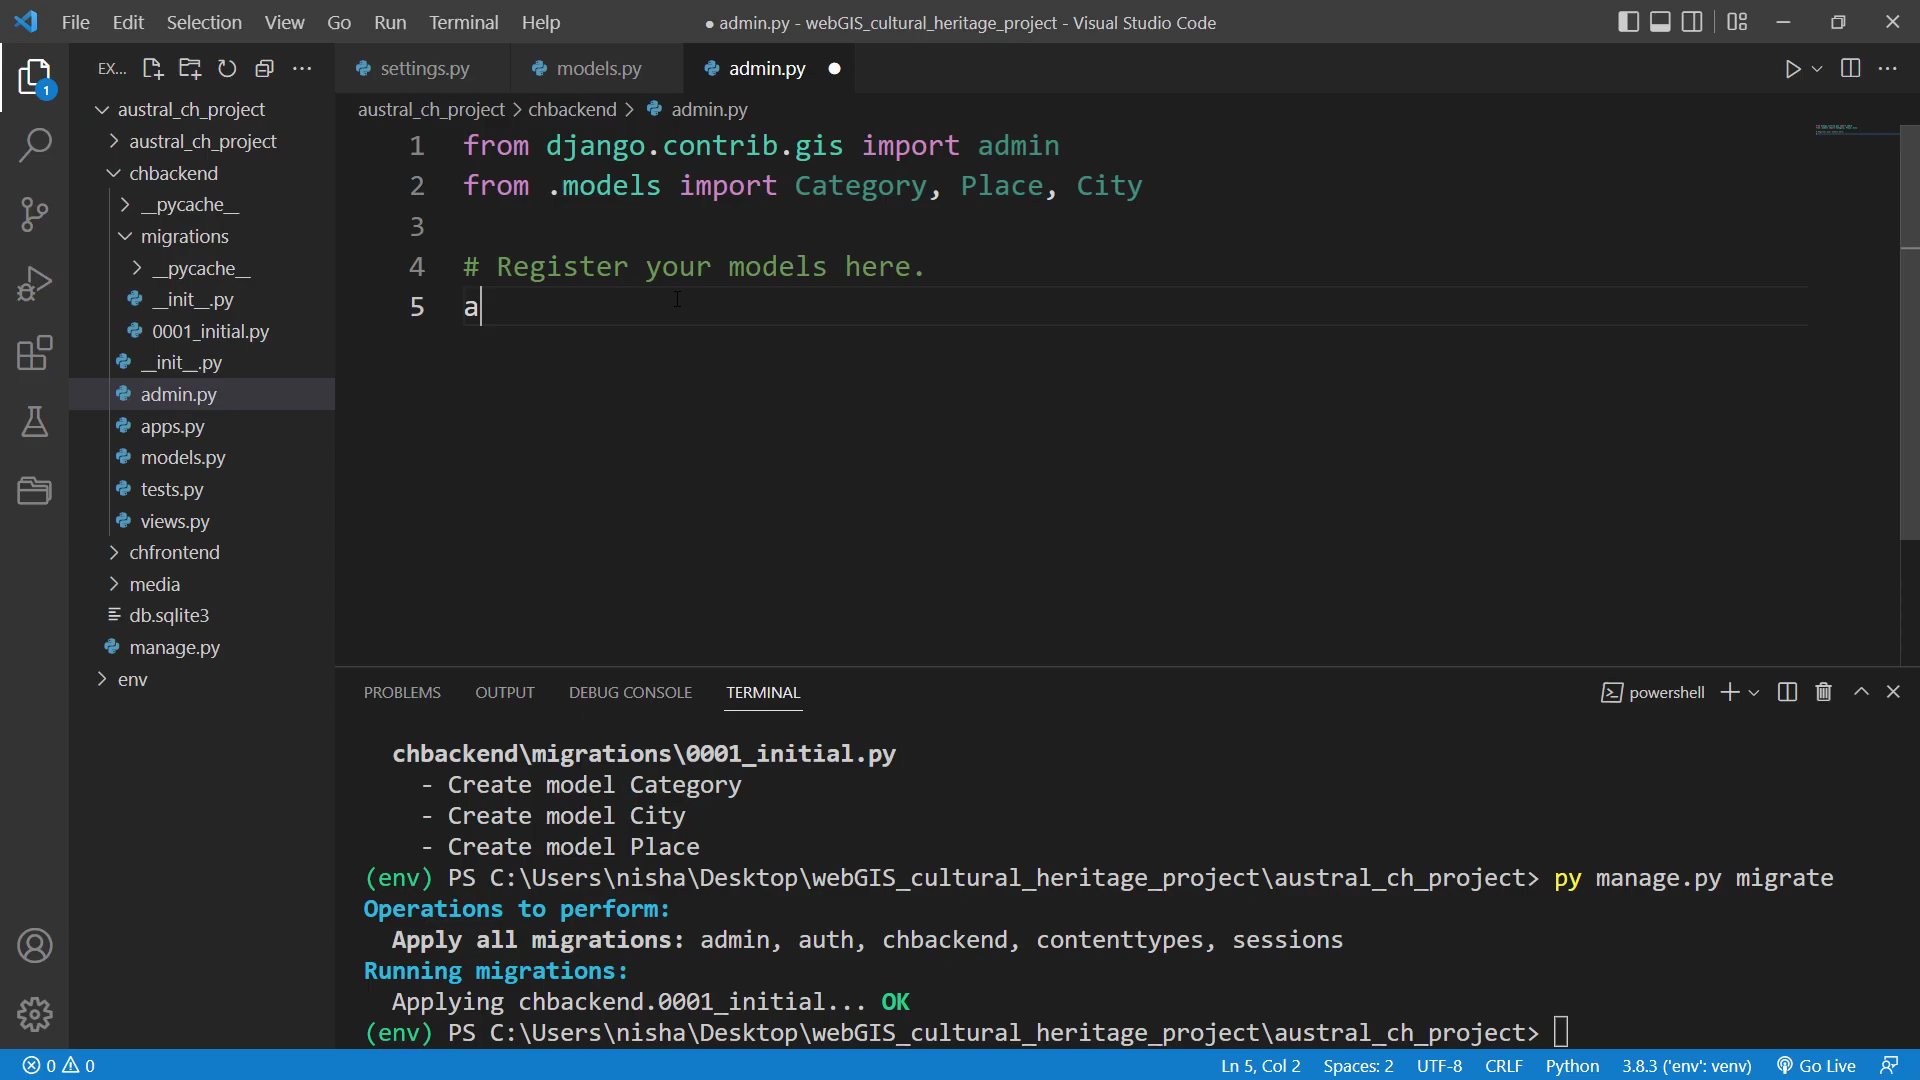 File Edit Selection View Go Run Terminal Help
● admin.py - webGIS_cultural_heritage_project - Visual Studio Code
EX...
settings.py models.py admin.py
austral_ch_project > chbackend > admin.py
1
austral_ch_project
austral_ch_project
chbackend
__pycache__
migrations
__pycache__
__init__.py
0001_initial.py
__init__.py
admin.py
apps.py
models.py
tests.py
views.py
chfrontend
media
db.sqlite3
manage.py
env
1 from django.contrib.gis import admin
2 from .models import Category, Place, City
3
4 # Register your models here.
5 a
PROBLEMS OUTPUT DEBUG CONSOLE TERMINAL
powershell
chbackend\migrations\0001_initial.py
- Create model Category
- Create model City
- Create model Place
(env) PS C:\Users\nisha\Desktop\webGIS_cultural_heritage_project\austral_ch_project> py manage.py migrate
Operations to perform:
Apply all migrations: admin, auth, chbackend, contenttypes, sessions
Running migrations:
Applying chbackend.0001_initial... OK
(env) PS C:\Users\nisha\Desktop\webGIS_cultural_heritage_project\austral_ch_project>
0 0 Ln 5, Col 2 Spaces: 2 UTF-8 CRLF Python 3.8.3 ('env': venv) Go Live